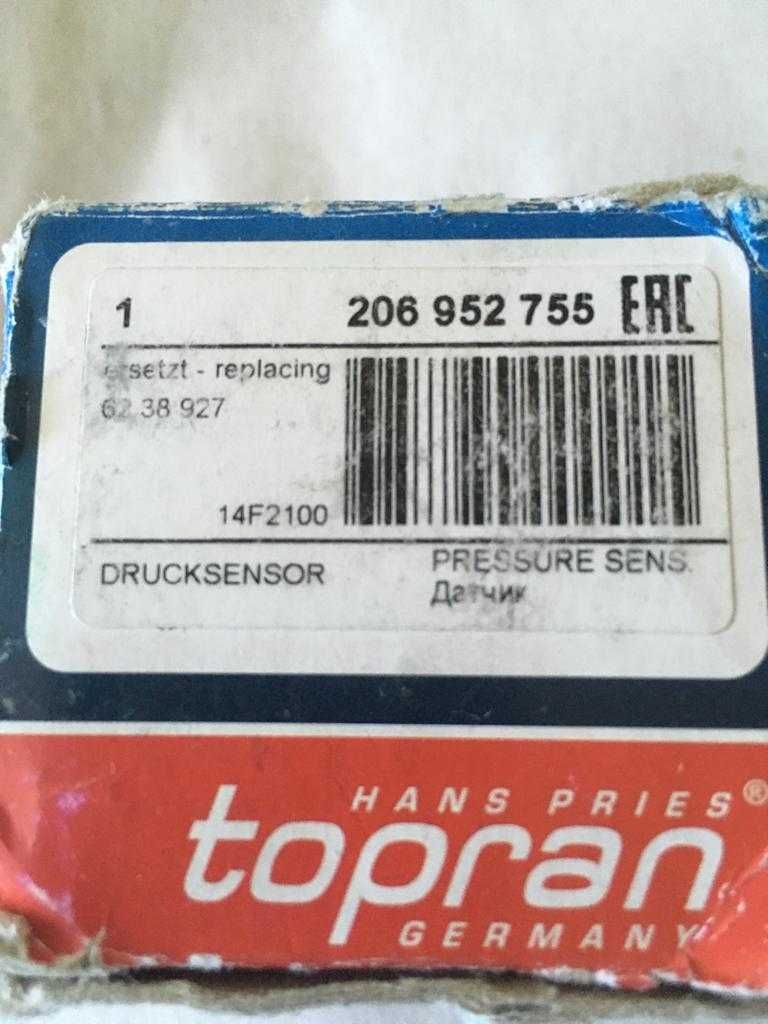 1 206 952 755 EAC
ersetzt - replacing
62 38 927
14F2100
DRUCKSENSOR
PRESSURE SENS.
Датчик
HANS PRIES®
topran
GERMANY